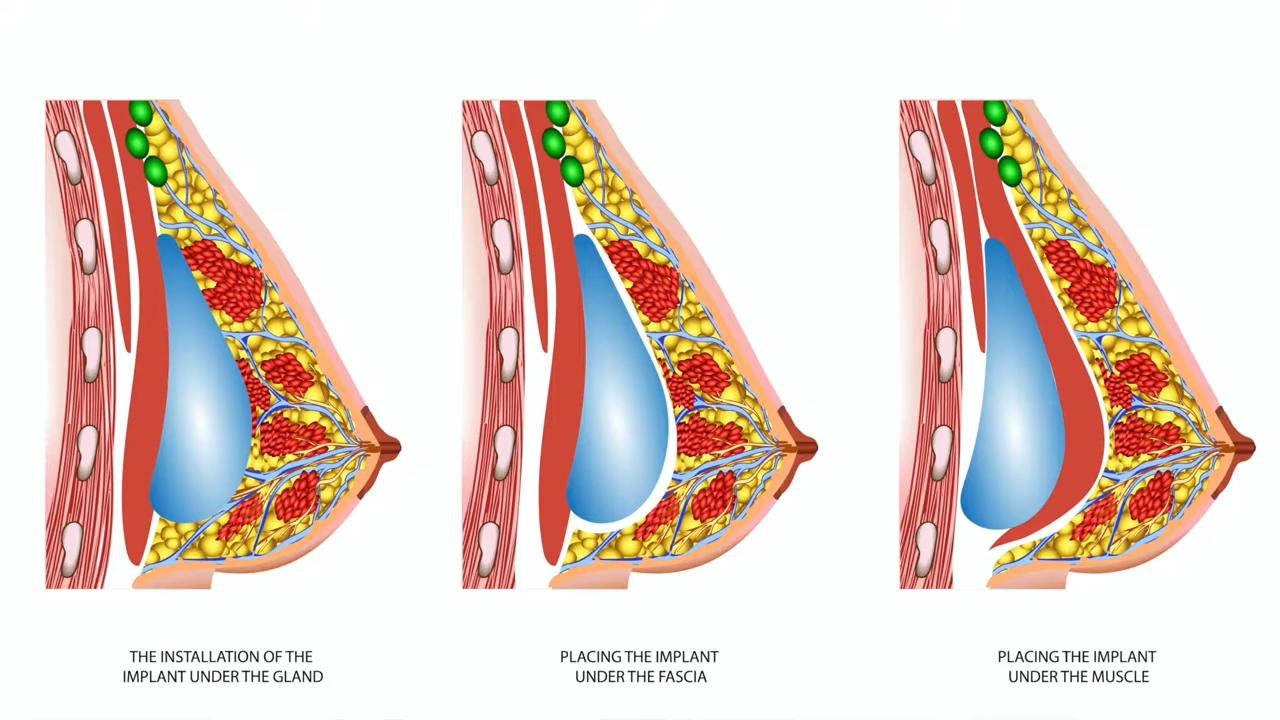 THE INSTALLATION OF THE
IMPLANT UNDER THE GLAND
PLACING THE IMPLANT
UNDER THE FASCIA
PLACING THE IMPLANT
UNDER THE MUSCLE